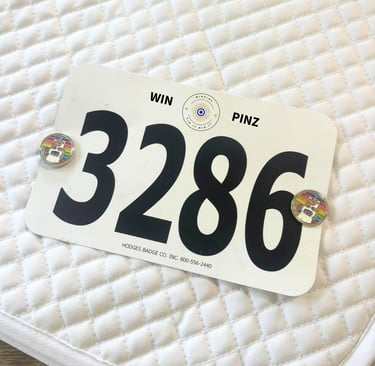 WIN PINZ
3286
HODGES BADGE CO. INC. 800-556-2440